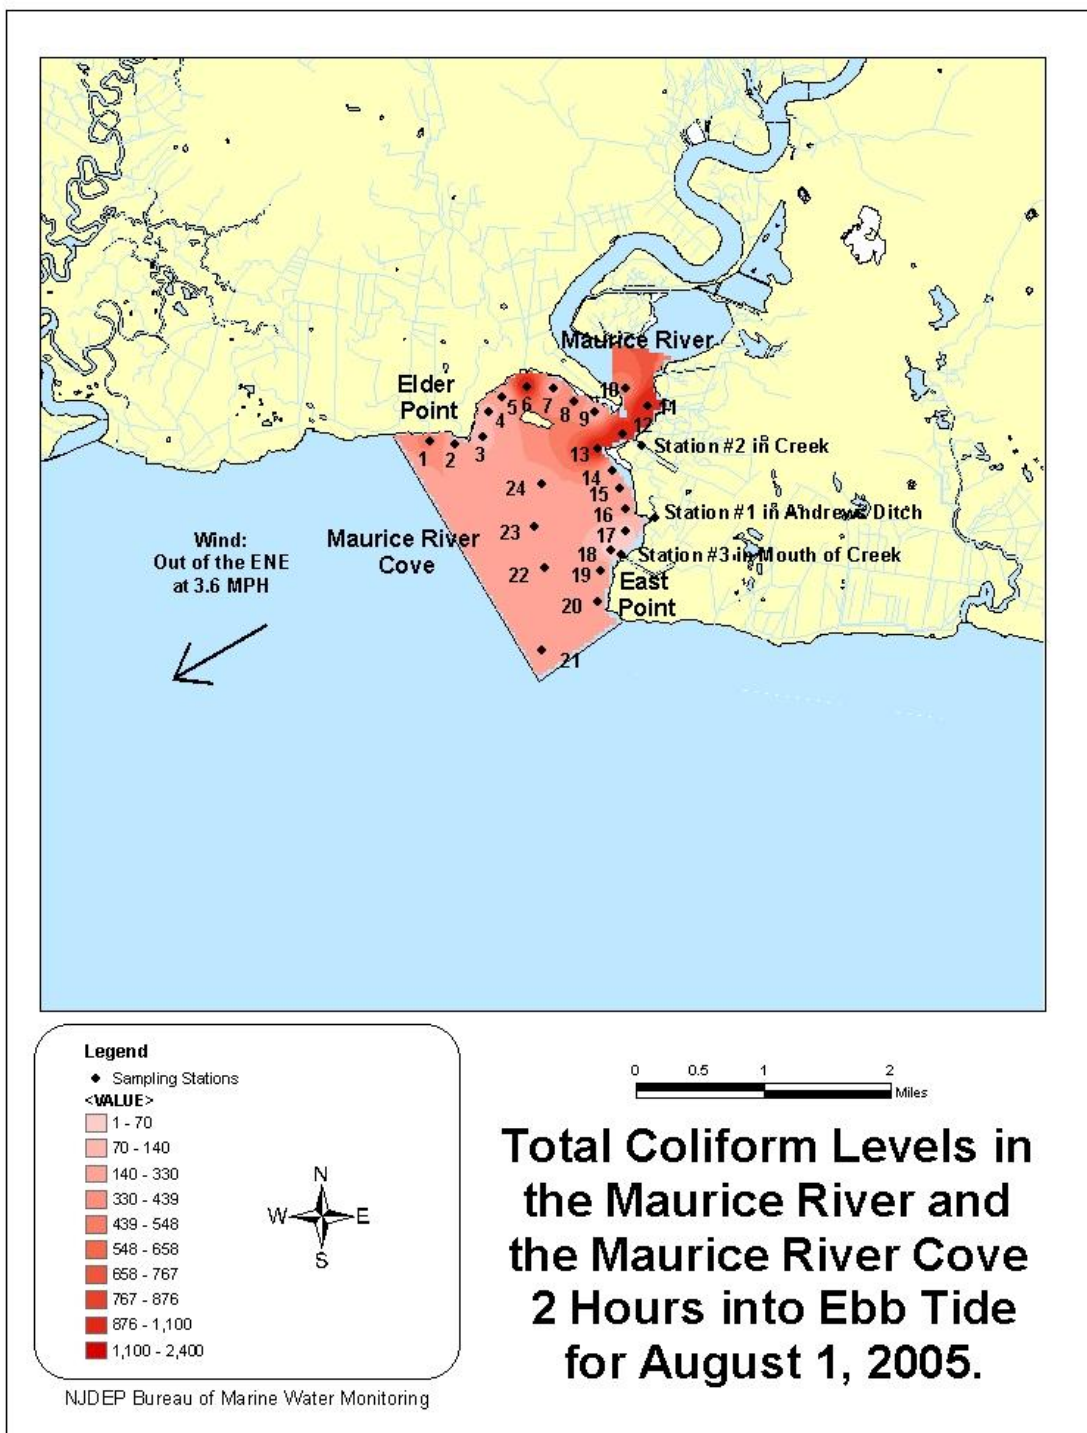 Maurice River
Elder
Point
10
11
5
6
7
4
8
9
12
1
2
3
13
Station #2 in Creek
14
24
15
16
Station #1 in Andrews Ditch
17
23
Maurice River
Cove
Wind:
Out of the ENE
at 3.6 MPH
18
Station #3 in Mouth of Creek
22
19
East
Point
20
21
Legend
Sampling Stations
<VALUE>
1 - 70
70 - 140
140 - 330
330 - 439
439 - 548
548 - 658
658 - 767
767 - 876
876 - 1,100
1,100 - 2,400
N
W
E
S
0 0.5 1 2
Miles
Total Coliform Levels in
the Maurice River and
the Maurice River Cove
2 Hours into Ebb Tide
for August 1, 2005.
NJDEP Bureau of Marine Water Monitoring